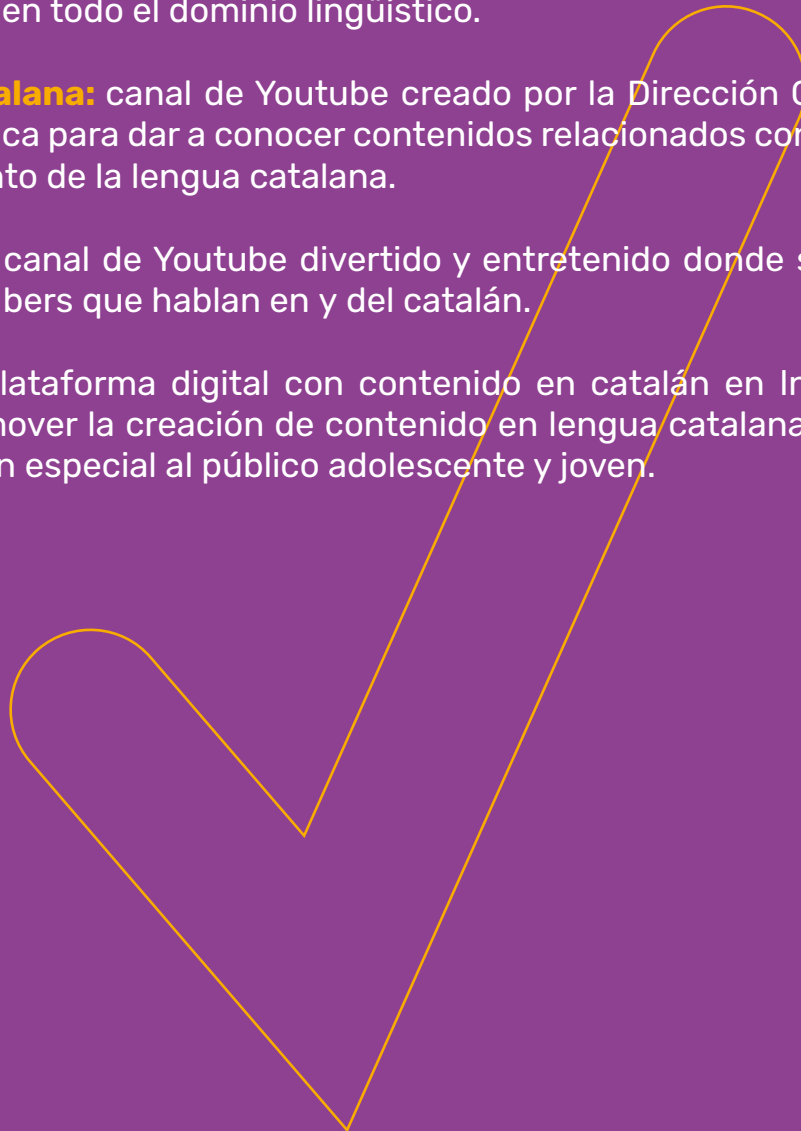 en todo el dominio lingüístico.
alana: canal de Youtube creado por la Dirección
ca para dar a conocer contenidos relacionados con
nto de la lengua catalana.
canal de Youtube divertido y entretenido donde s
bers que hablan en y del catalán.
lataforma digital con contenido en catalán en In
nover la creación de contenido en lengua catalana
n especial al público adolescente y joven.